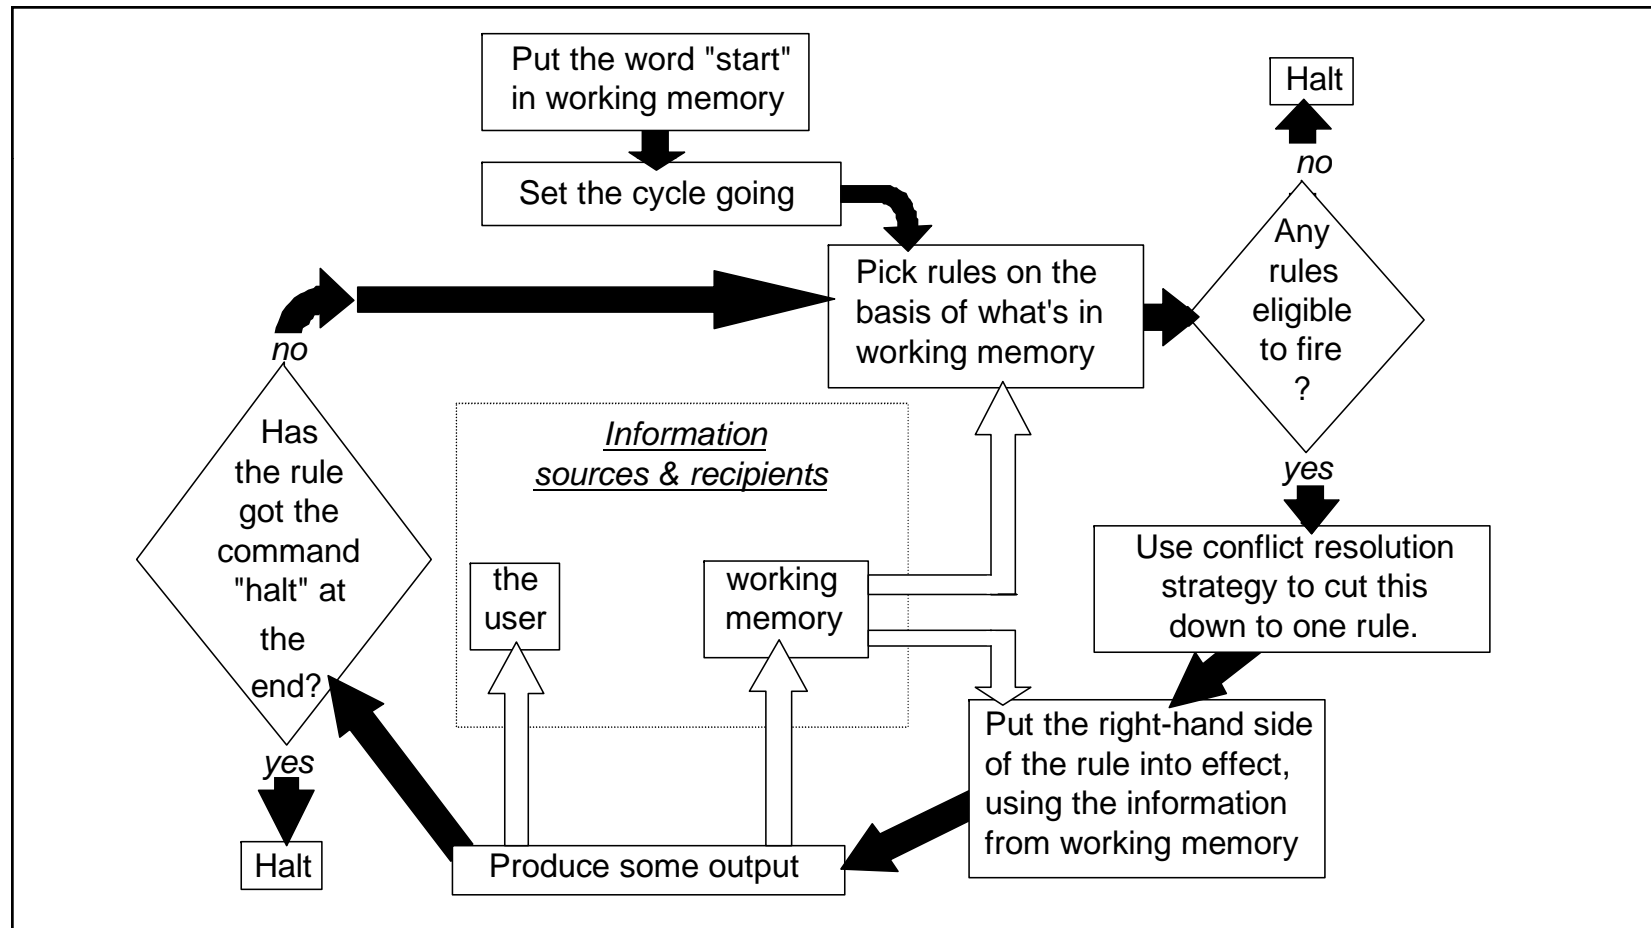 Put the word "start"
in working memory
Set the cycle going
Halt
no
Any
rules
eligible
to fire
?
yes
Pick rules on the
basis of what's in
working memory
no
Has
the rule
got the
command
"halt" at
the
end?
yes
Halt
Information
sources & recipients
the
user
working
memory
Use conflict resolution
strategy to cut this
down to one rule.
Put the right-hand side
of the rule into effect,
using the information
from working memory
Produce some output